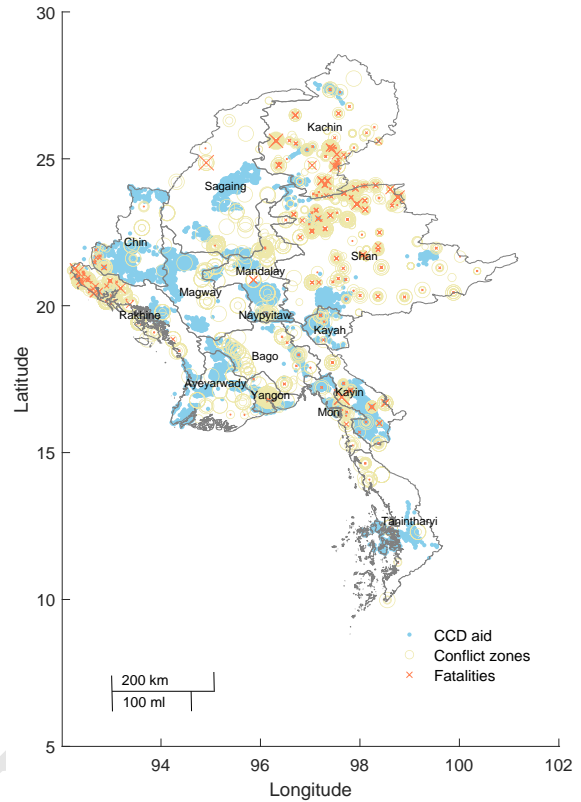 30
25
20
15
10
5
Latitude
Kachin
Sagaing
Shan
Chin
Mandalay
Magway
Rakhine
Naypyitaw
Kayah
Bago
Ayeyarwady
Yangon
Kayin
Mon
Tanintharyi
CCD aid
Conflict zones
Fatalities
200 km
100 ml
94 96 98 100 102
Longitude